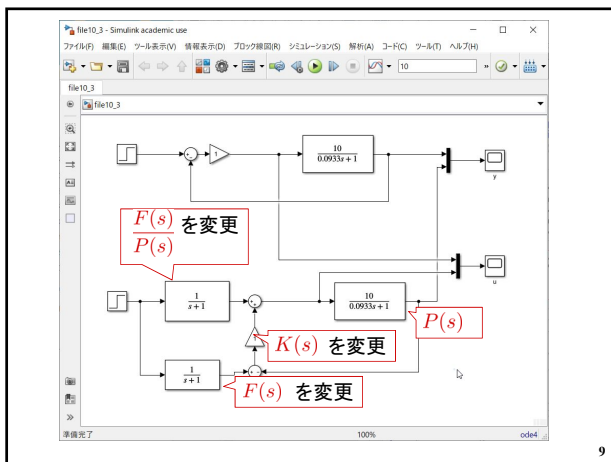 file10_3 - Simulink academic use
ファイル(F) 編集(E) ツール表示(V) 情報表示(D) ブロック線図(R) シミュレーション(S) 解析(A) コード(C) ツール(T) ヘルプ(H)
10
file10_3
file10_3
1
10
0.0933s+1
y
F(s)
P(s)
を変更
u
1
s+1
10
0.0933s+1
P(s)
K(s) を変更
1
s+1
F(s) を変更
準備完了
100%
ode4
9